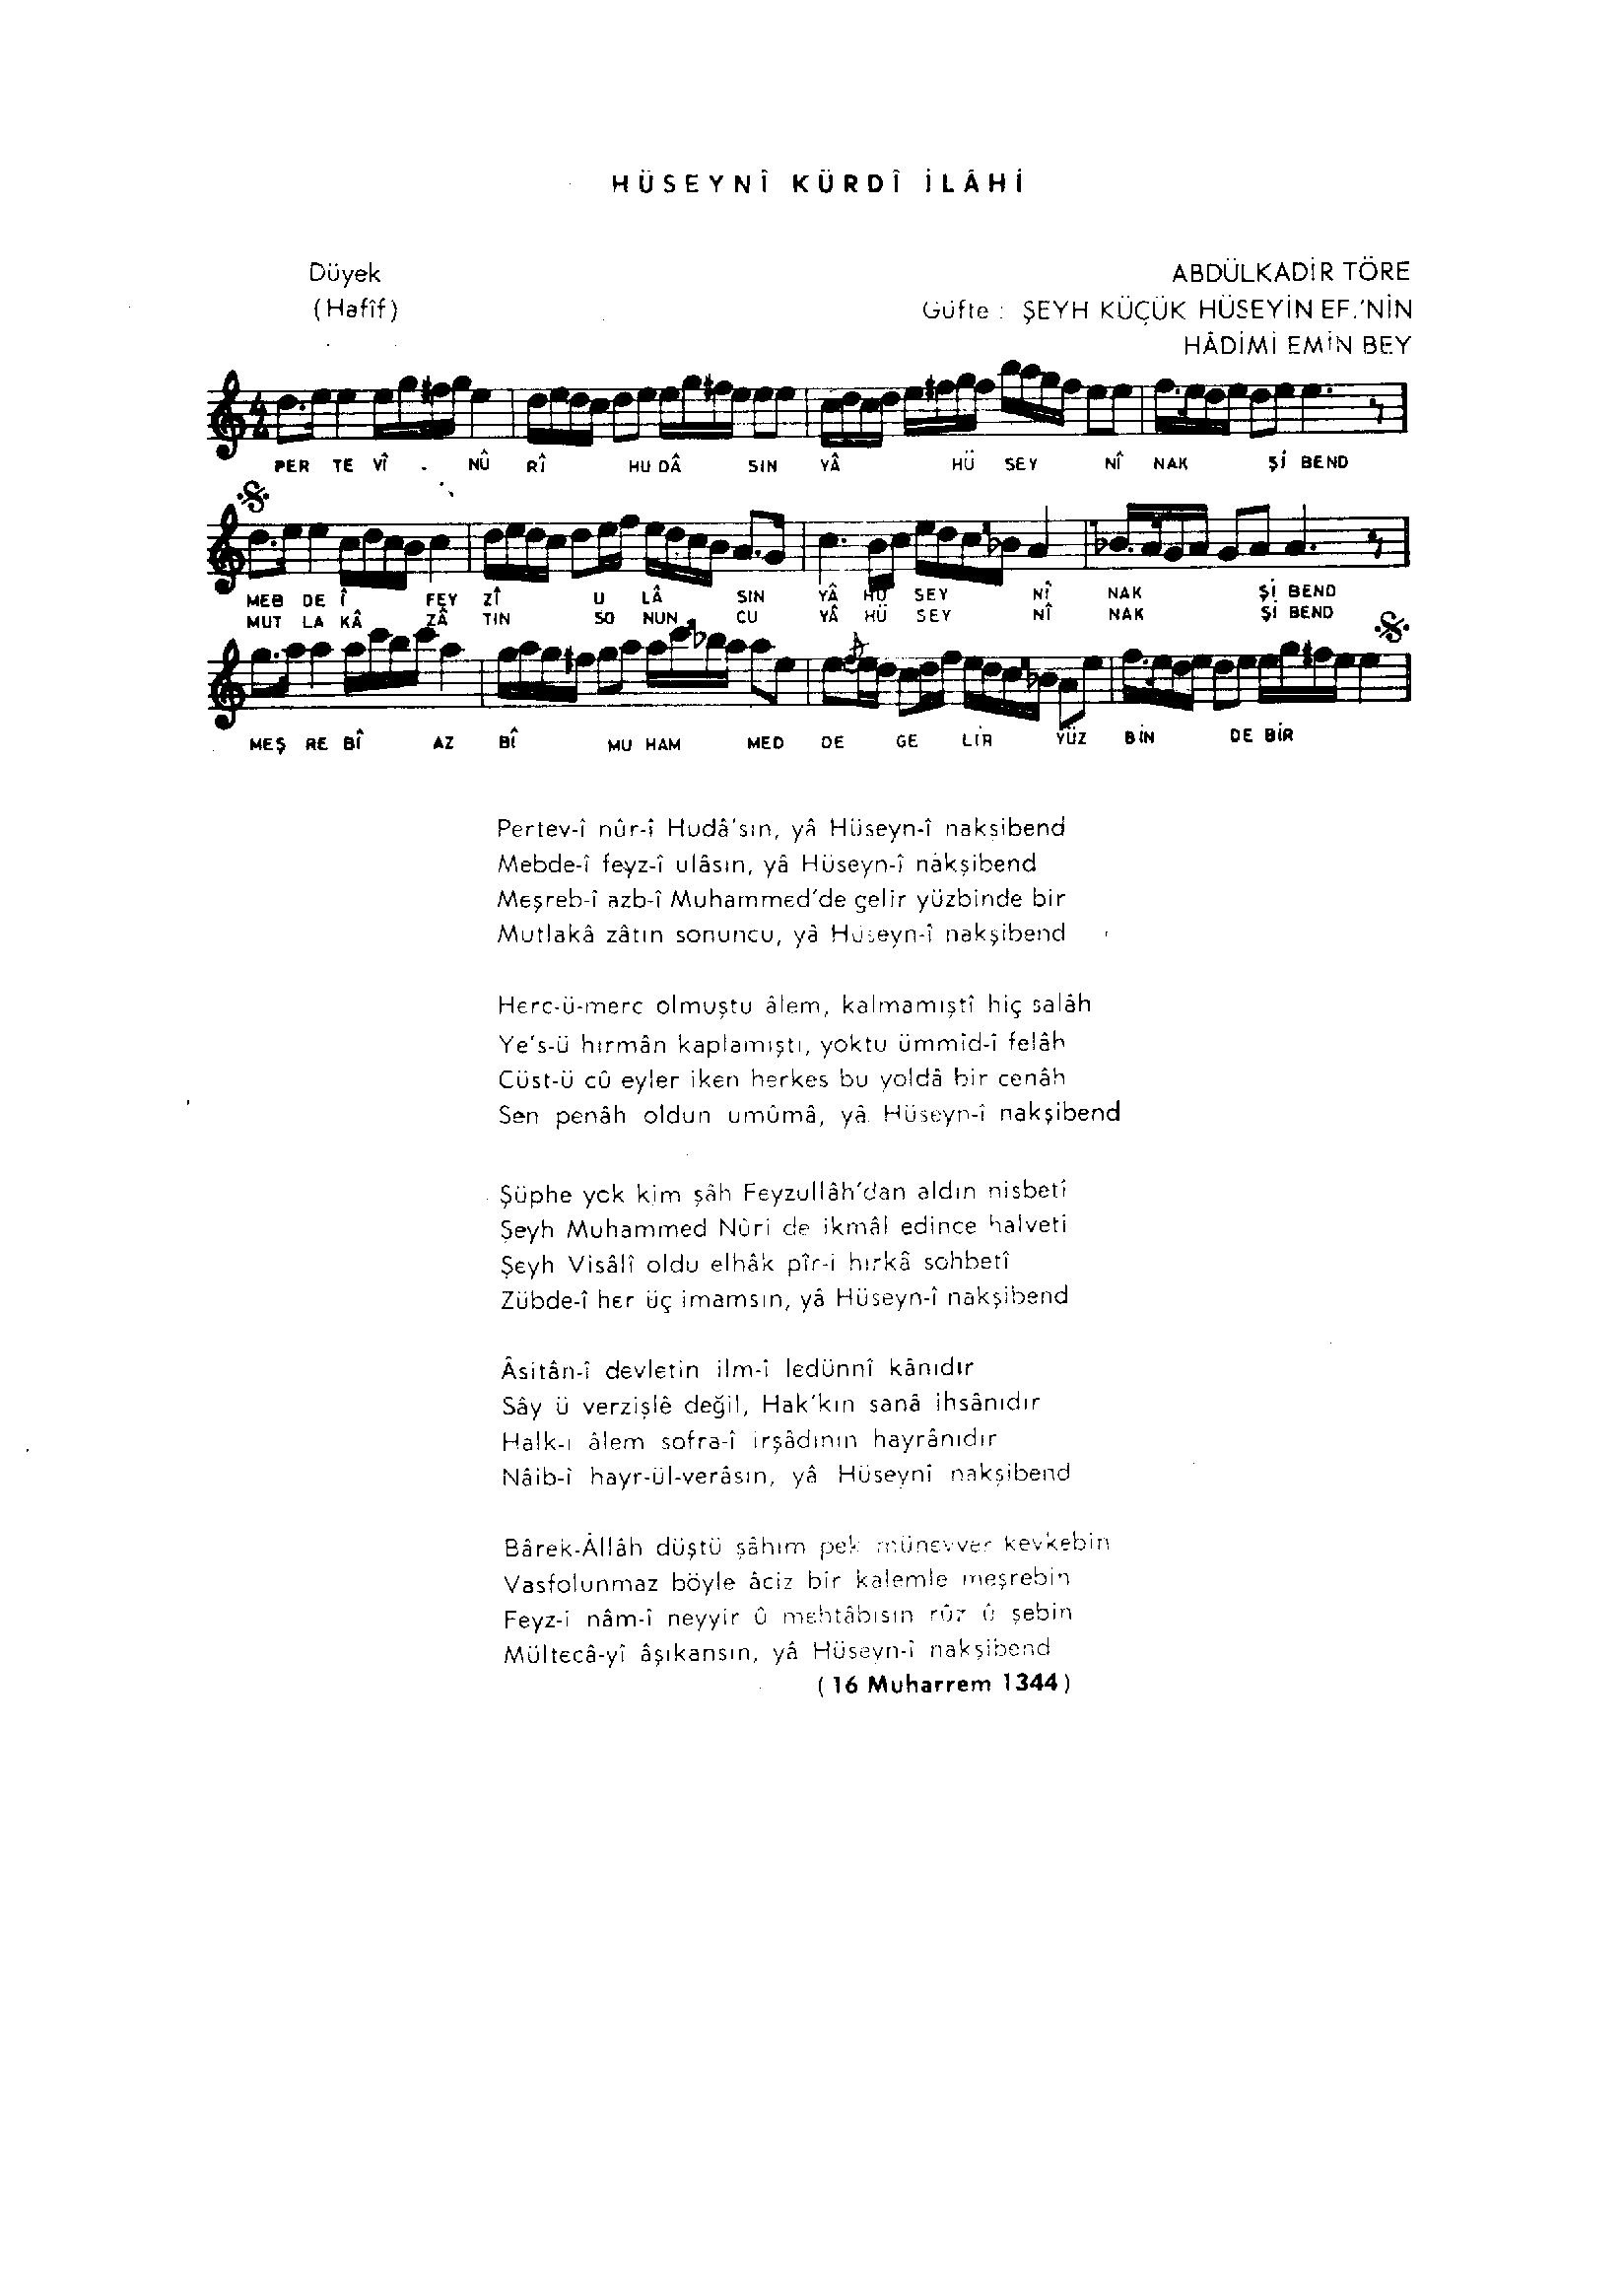 HÜSEYNÎ KÜRDÎ İLÂHİ
Düyek
(Hafîf)
ABDÜLKADİR TÖRE
Güfte : ŞEYH KÜÇÜK HÜSEYİN EF.'NİN
HÂDİMİ EMİN BEY
PER TE VÎ . NÛ RÎ HU DÂ SIN YÂ HÜ SEY NÎ NAK Şİ BEND
MEB DE Î FEY ZÎ U LÂ SIN YÂ HÜ SEY NÎ NAK Şİ BEND
MUT LA KÂ ZÂ TIN SO NUN CU YÂ HÜ SEY NÎ NAK Şİ BEND
MEŞ RE BÎ AZ BÎ MU HAM MED DE GE LİR YÜZ BİN DE BİR
Pertev-î nûr-î Hudâ'sın, yâ Hüseyn-î naksibend
Mebde-î feyz-î ulâsın, yâ Hüseyn-î nakşibend
Meşreb-î azb-î Muhammed'de gelir yüzbinde bir
Mutlakâ zâtın sonuncu, yâ Hüseyn-î nakşibend
Herc-ü-merc olmuştu âlem, kalmamıştî hiç salâh
Ye's-ü hırmân kaplamıştı, yoktu ümmîd-î felâh
Cüst-ü cû eyler iken herkes bu yoldâ bir cenâh
Sen penâh oldun umûmâ, yâ Hüseyn-î nakşibend
Şüphe yok kim şâh Feyzullâh'dan aldın nisbetî
Şeyh Muhammed Nûri de ikmâl edince halveti
Şeyh Visâlî oldu elhâk pîr-i hırkâ sohbetî
Zübde-î her üç imamsın, yâ Hüseyn-î nakşibend
Âsitân-î devletin ilm-î ledünnî kânıdır
Sây ü verzişlê değil, Hak'kın sanâ ihsânıdır
Halk-ı âlem sofra-î irşâdının hayrânıdır
Nâib-î hayr-ül-verâsın, yâ Hüseynî nakşibend
Bârek-Âllâh düştü şâhım pek münevver kevkebin
Vasfolunmaz böyle âciz bir kalemle meşrebin
Feyz-i nâm-î neyyir û mehtâbısın rûz û şebin
Mültecâ-yî âşıkansın, yâ Hüseyn-î nakşibend
(16 Muharrem 1344)